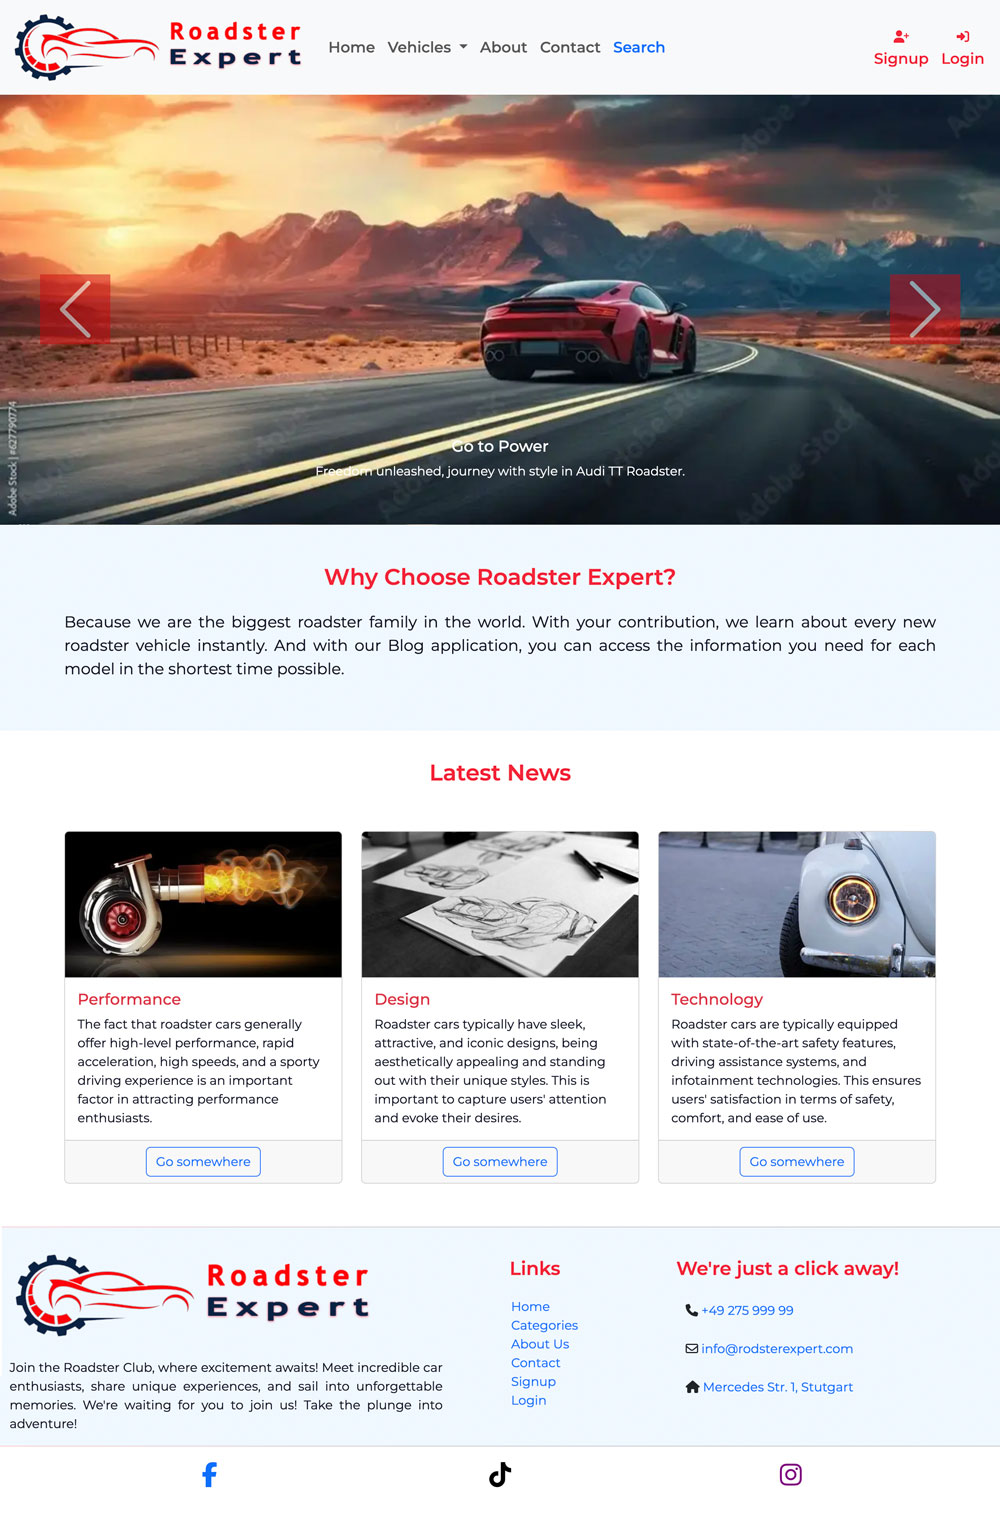 Roadster
Expert
Home Vehicles About Contact Search
Signup Login
Adobe Stock | #627790774
Go to Power
Freedom unleashed, journey with style in Audi TT Roadster.
Why Choose Roadster Expert?
Because we are the biggest roadster family in the world. With your contribution, we learn about every new
roadster vehicle instantly. And with our Blog application, you can access the information you need for each
model in the shortest time possible.
Latest News
Performance
The fact that roadster cars generally
offer high-level performance, rapid
acceleration, high speeds, and a sporty
driving experience is an important
factor in attracting performance
enthusiasts.
Go somewhere
Design
Roadster cars typically have sleek,
attractive, and iconic designs, being
aesthetically appealing and standing
out with their unique styles. This is
important to capture users' attention
and evoke their desires.
Go somewhere
Technology
Roadster cars are typically equipped
with state-of-the-art safety features,
driving assistance systems, and
infotainment technologies. This ensures
users' satisfaction in terms of safety,
comfort, and ease of use.
Go somewhere
Roadster
Expert
Join the Roadster Club, where excitement awaits! Meet incredible car
enthusiasts, share unique experiences, and sail into unforgettable
memories. We're waiting for you to join us! Take the plunge into
adventure!
Links
Home
Categories
About Us
Contact
Signup
Login
We're just a click away!
+49 275 999 99
info@rodsterexpert.com
Mercedes Str. 1, Stutgart